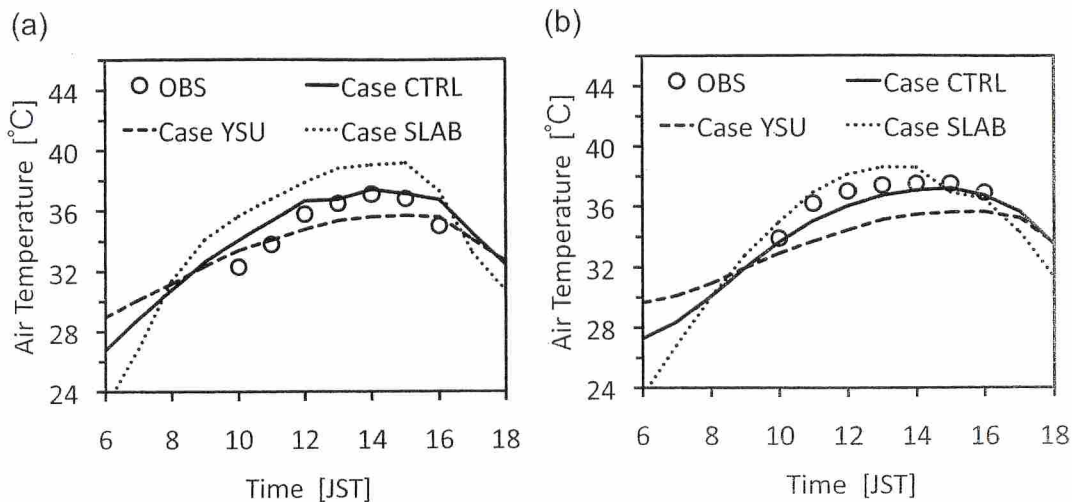 (a)
Air Temperature [°C]
44
40
36
32
28
24
OBS
Case CTRL
Case YSU
Case SLAB
6 8 10 12 14 16 18
Time [JST]
(b)
Air Temperature [°C]
44
40
36
32
28
24
OBS
Case CTRL
Case YSU
Case SLAB
6 8 10 12 14 16 18
Time [JST]